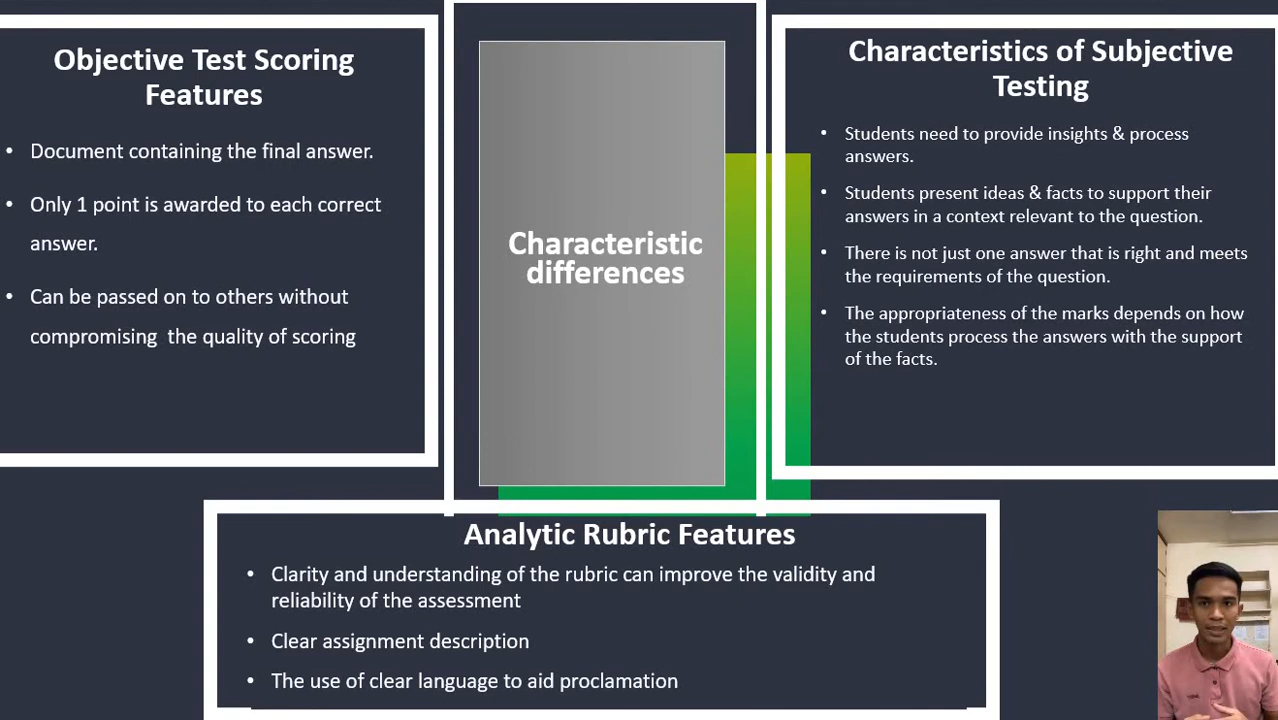 Objective Test Scoring
Features
• Document containing the final answer.
• Only 1 point is awarded to each correct
answer.
• Can be passed on to others without
compromising the quality of scoring
Characteristic
differences
Characteristics of Subjective
Testing
• Students need to provide insights & process
answers.
• Students present ideas & facts to support their
answers in a context relevant to the question.
• There is not just one answer that is right and meets
the requirements of the question.
• The appropriateness of the marks depends on how
the students process the answers with the support
of the facts.
Analytic Rubric Features
• Clarity and understanding of the rubric can improve the validity and
reliability of the assessment
• Clear assignment description
• The use of clear language to aid proclamation